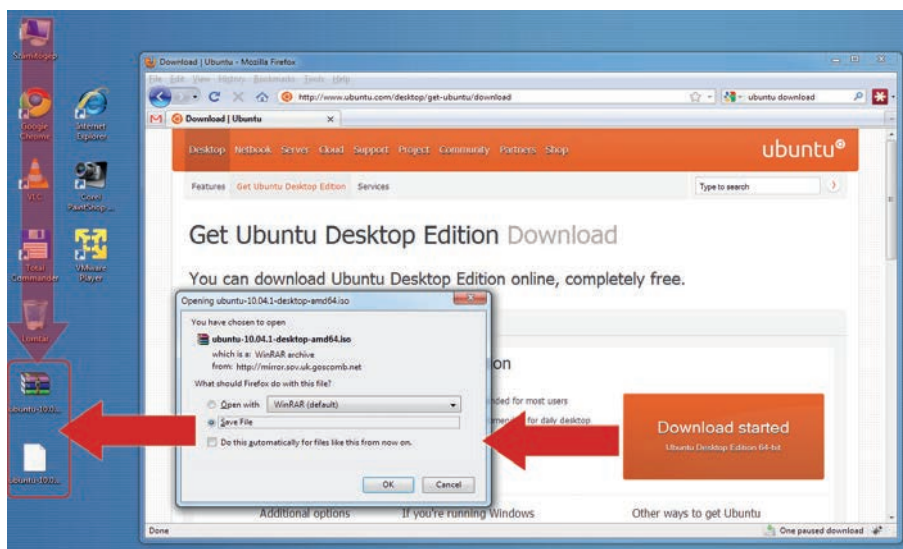 Számítógép
Google Chrome
Internet Explorer
VLC
Corel PaintShop ...
Total Commander
VMware Player
Lomtár
ubuntu-10.0...
ubuntu-10.0...
Download | Ubuntu - Mozilla Firefox
File Edit View History Bookmarks Tools Help
http://www.ubuntu.com/desktop/get-ubuntu/download
ubuntu download
Download | Ubuntu
Desktop Netbook Server Cloud Support Project Community Partners Shop
ubuntu
Features Get Ubuntu Desktop Edition Services
Type to search
Get Ubuntu Desktop Edition Download
You can download Ubuntu Desktop Edition online, completely free.
Opening ubuntu-10.04.1-desktop-amd64.iso
You have chosen to open
ubuntu-10.04.1-desktop-amd64.iso
which is a: WinRAR archive
from: http://mirror.sov.uk.goscomb.net
What should Firefox do with this file?
Open with WinRAR (default)
Save File
Do this automatically for files like this from now on.
OK Cancel
on
for most users
for daily desktop
Download started
Ubuntu Desktop Edition 64-bit
Additional options
If you're running Windows
Other ways to get Ubuntu
Done
One paused download